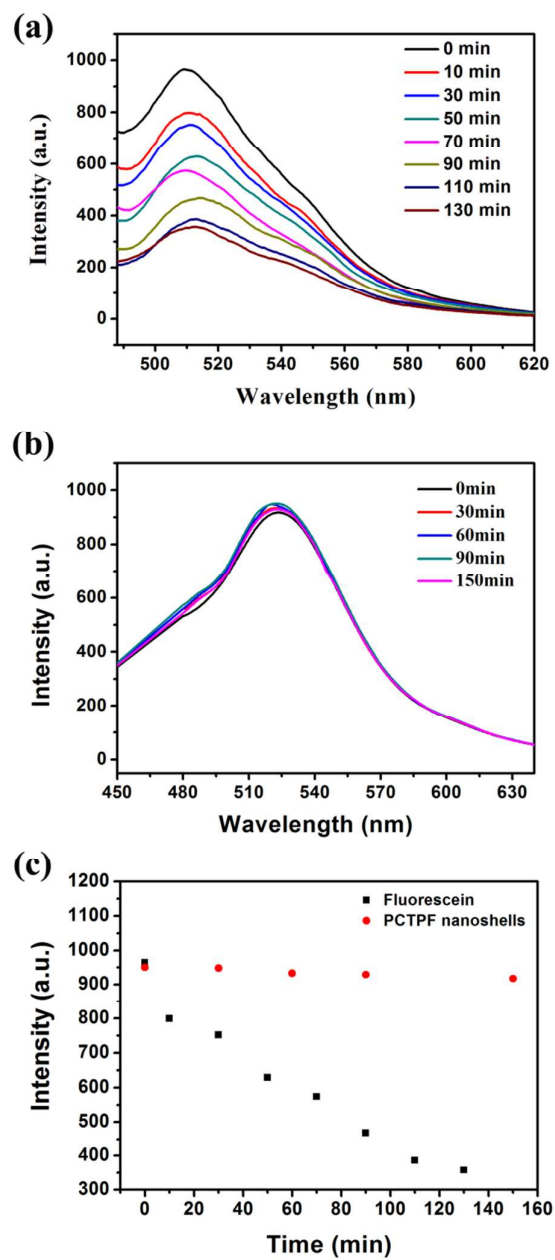 (a)
0 min
10 min
30 min
50 min
70 min
90 min
110 min
130 min
Intensity (a.u.)
1000
800
600
400
200
0
500 520 540 560 580 600 620
Wavelength (nm)
(b)
0min
30min
60min
90min
150min
Intensity (a.u.)
1000
800
600
400
200
0
450 480 510 540 570 600 630
Wavelength (nm)
(c)
Fluorescein
PCTPF nanoshells
Intensity (a.u.)
1200
1100
1000
900
800
700
600
500
400
300
0 20 40 60 80 100 120 140 160
Time (min)